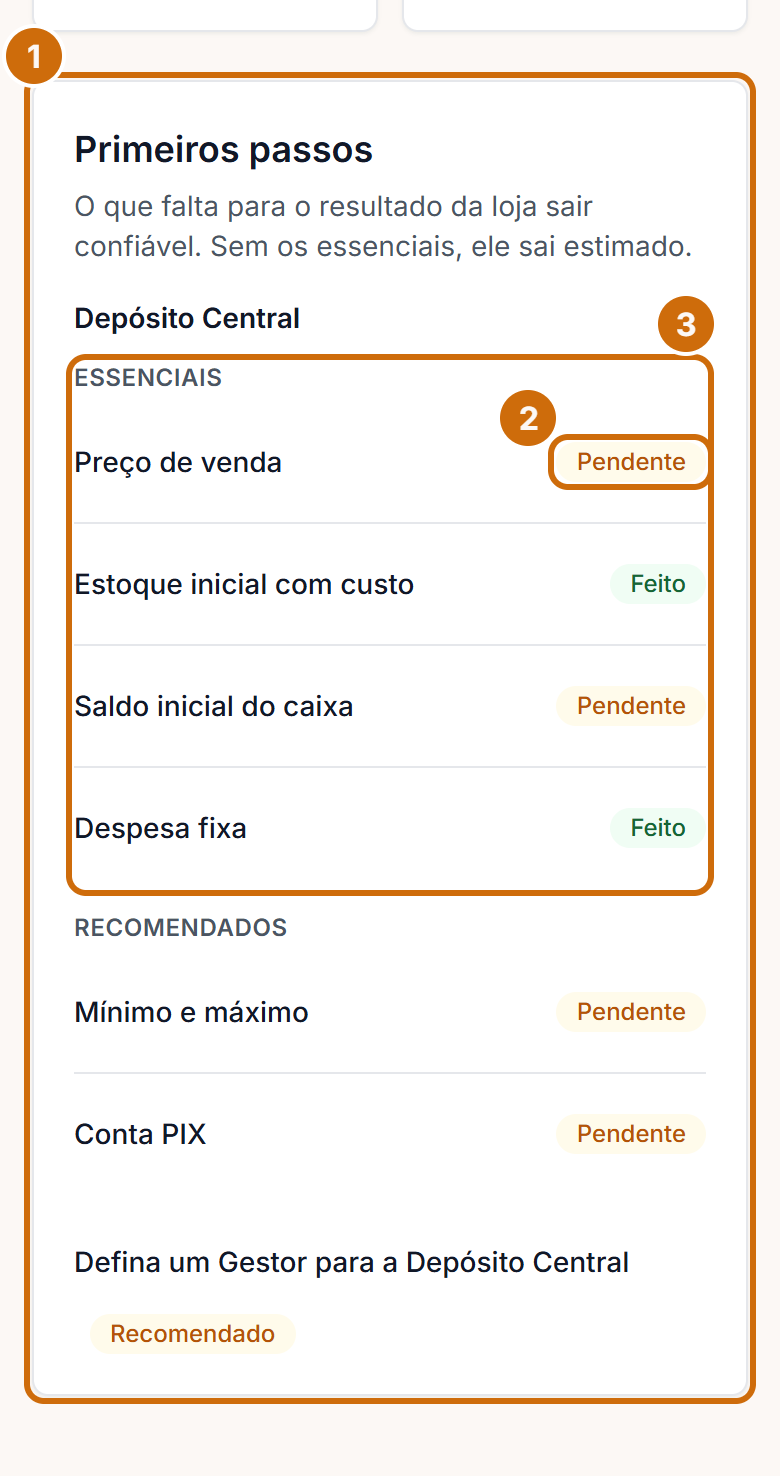 1
Primeiros passos
O que falta para o resultado da loja sair
confiável. Sem os essenciais, ele sai estimado.
Depósito Central
3
ESSENCIAIS
2
Preço de venda Pendente
Estoque inicial com custo Feito
Saldo inicial do caixa Pendente
Despesa fixa Feito
RECOMENDADOS
Mínimo e máximo Pendente
Conta PIX Pendente
Defina um Gestor para a Depósito Central
Recomendado